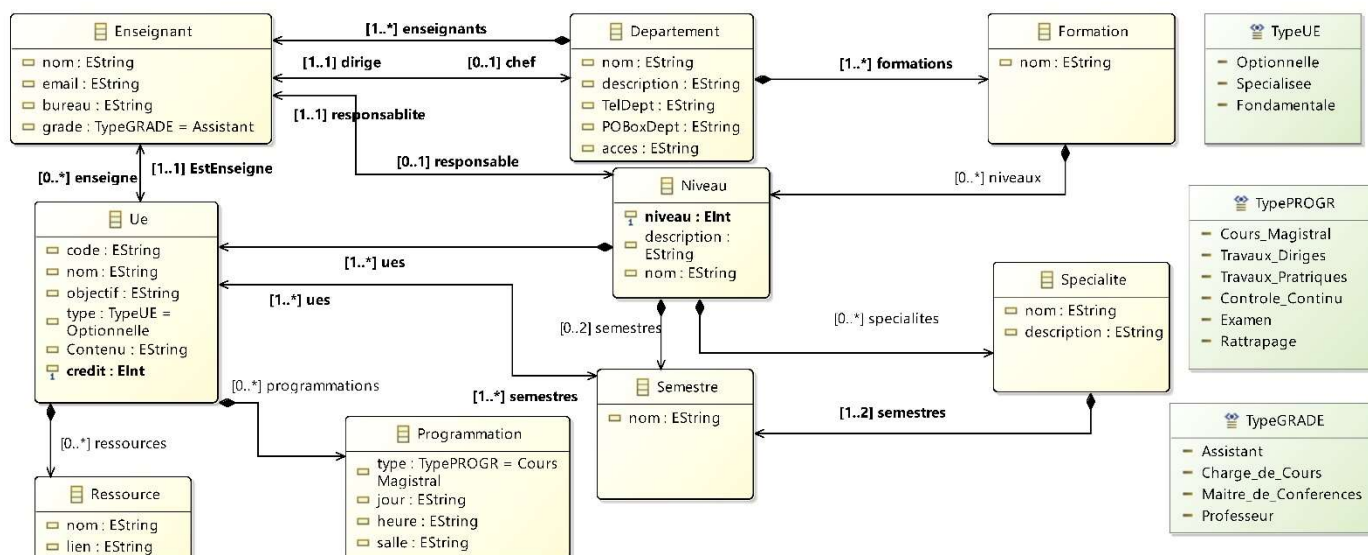 Enseignant
nom : EString
email : EString
bureau : EString
grade : TypeGRADE = Assistant
[1..*] enseignants
[1..1] dirige
[0..1] chef
[1..1] responsablite
[0..1] responsable
Departement
nom : EString
description : EString
TelDept : EString
POBoxDept : EString
acces : EString
[1..*] formations
Formation
nom : EString
[0..*] niveaux
TypeUE
Optionnelle
Specialisee
Fondamentale
[0..*] enseigne
[1..1] EstEnseigne
Ue
code : EString
nom : EString
objectif : EString
type : TypeUE =
Optionnelle
Contenu : EString
credit : EInt
[1..*] ues
[1..*] ues
Niveau
niveau : EInt
description :
EString
nom : EString
[0..2] semestres
[0..*] specialites
Specialite
nom : EString
description : EString
TypePROGR
Cours_Magistral
Travaux_Diriges
Travaux_Pratriques
Controle_Continu
Examen
Rattrapage
[0..*] programmations
[1..*] semestres
Semestre
nom : EString
[1..2] semestres
[0..*] ressources
Ressource
nom : EString
lien : EString
Programmation
type : TypePROGR = Cours
Magistral
jour : EString
heure : EString
salle : EString
TypeGRADE
Assistant
Charge_de_Cours
Maitre_de_Conferences
Professeur